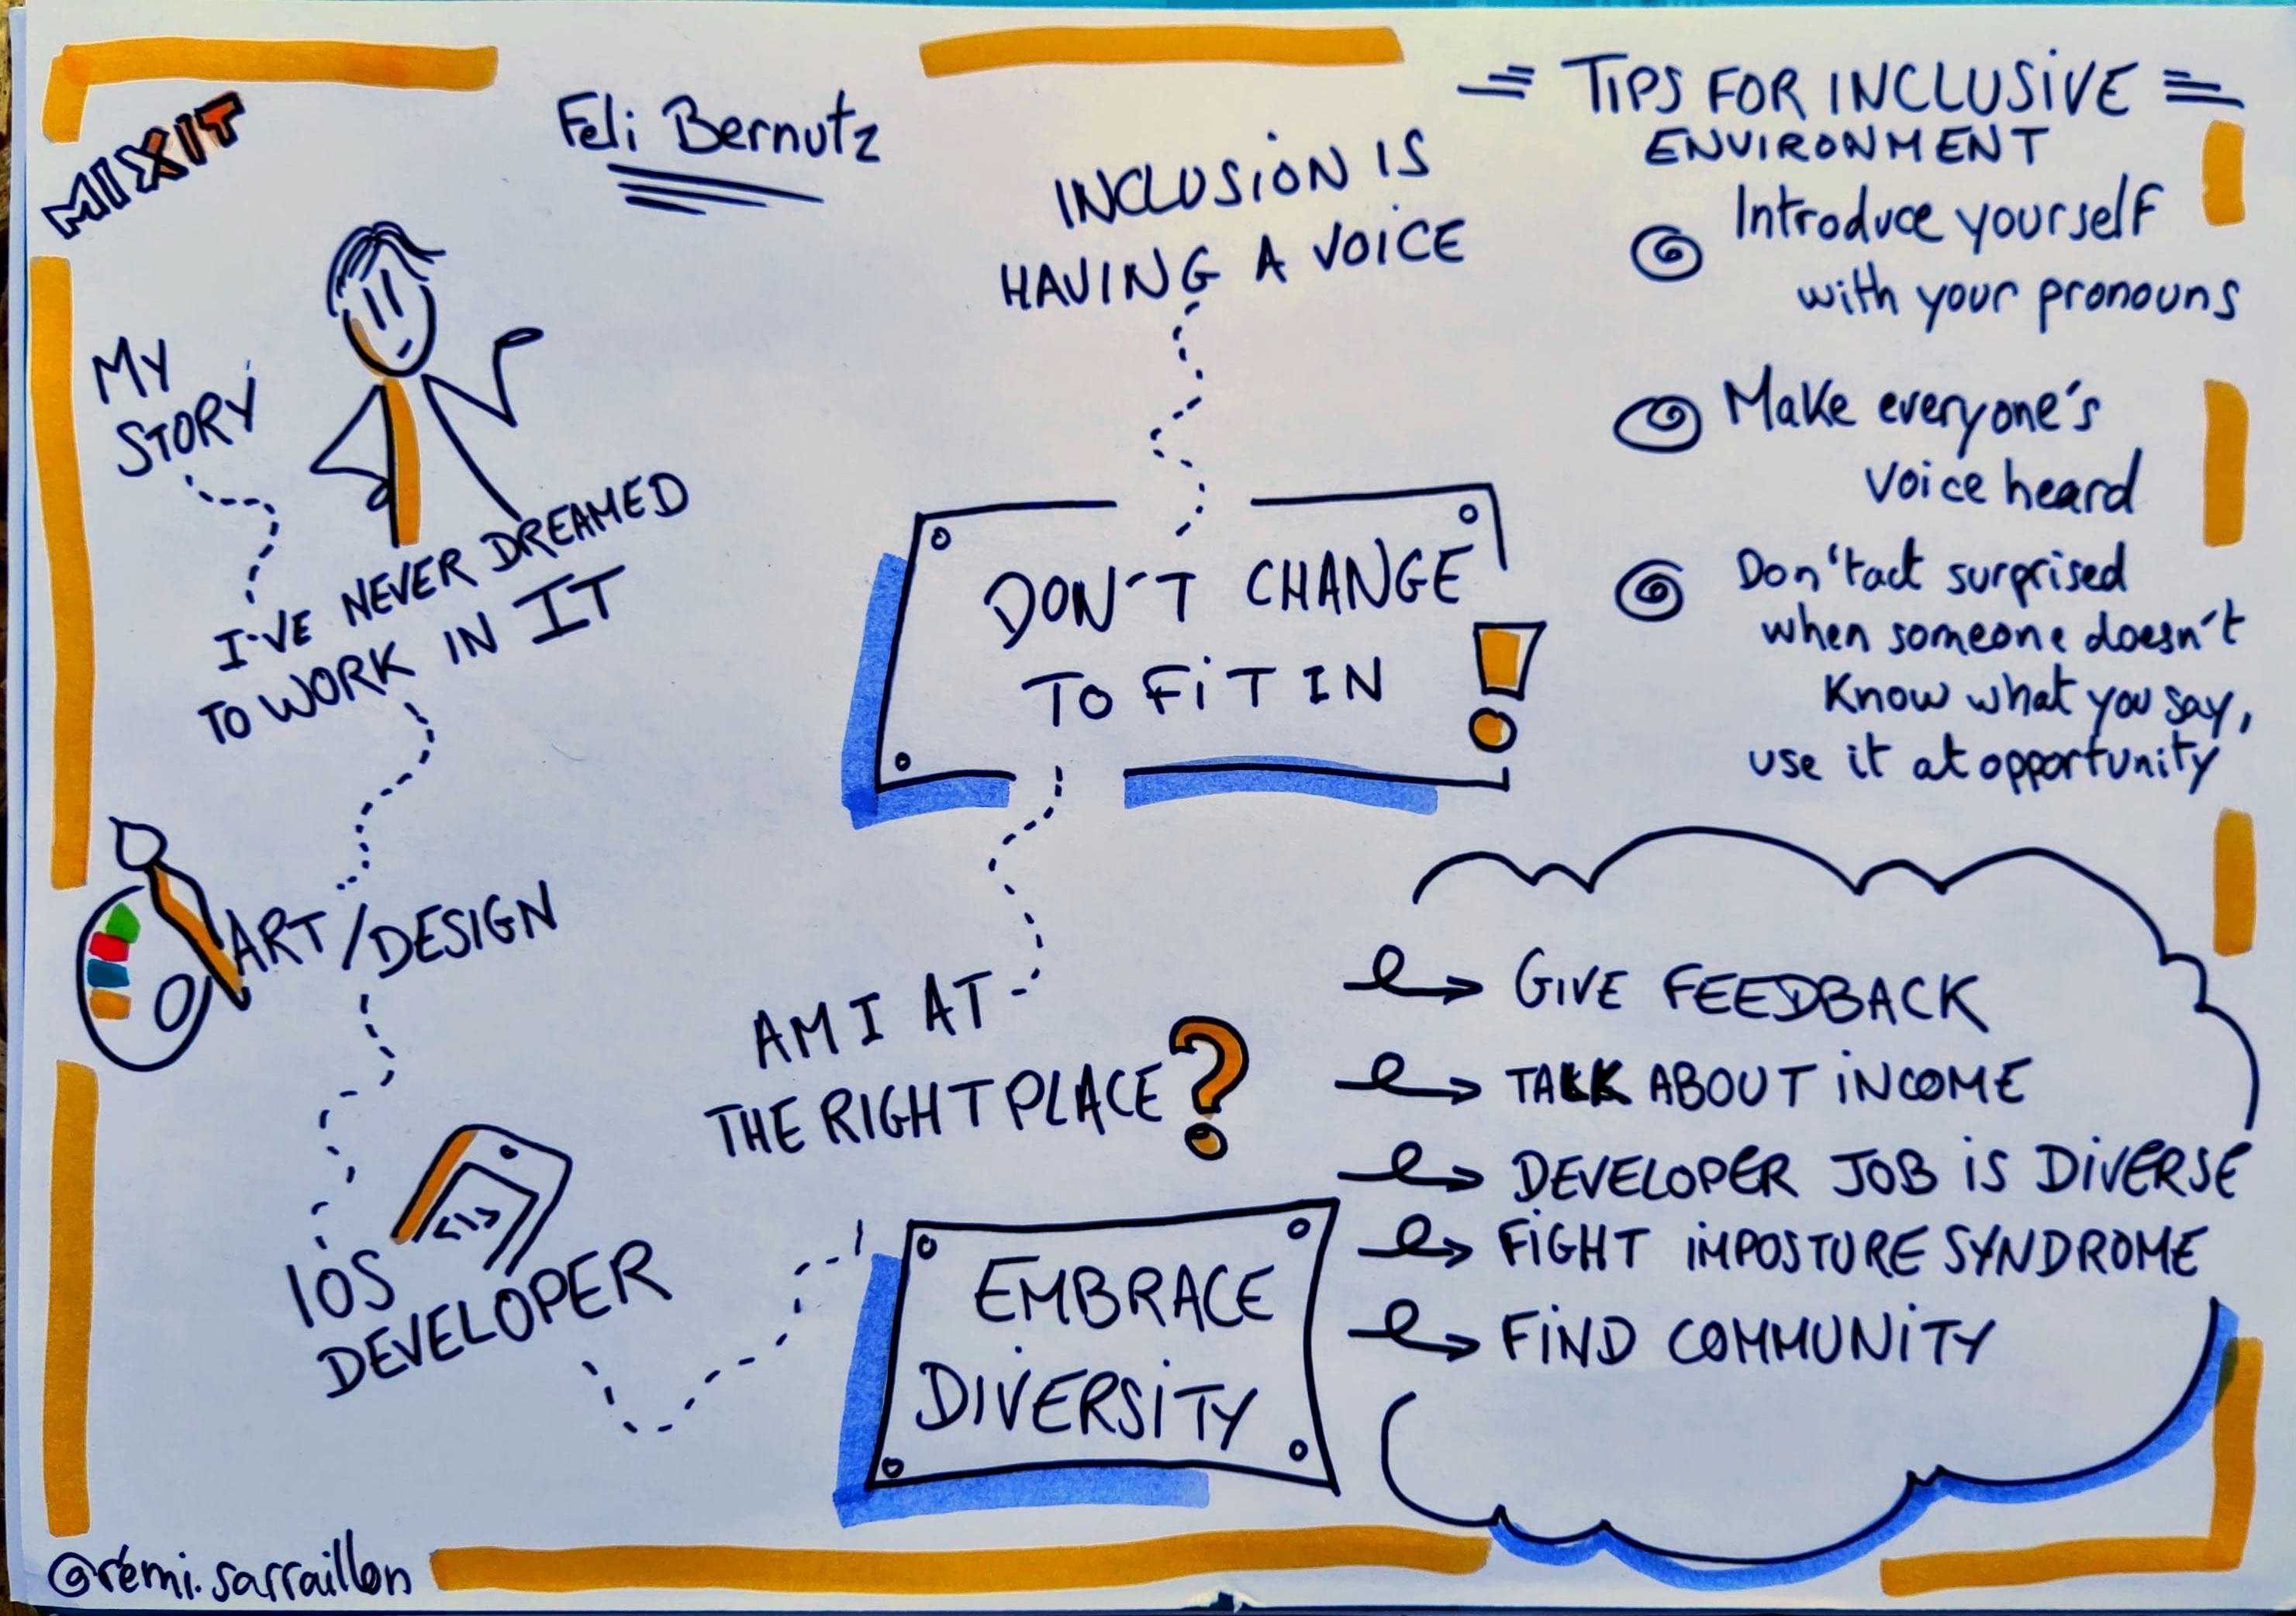 MIXIT
Feli Bernutz
MY
STORY
I'VE NEVER DREAMED
TO WORK IN IT
ART/DESIGN
IOS
DEVELOPER
</>
INCLUSION IS
HAVING A VOICE
DON'T CHANGE
TO FIT IN !
AM I AT
THE RIGHT PLACE ?
EMBRACE
DIVERSITY
TIPS FOR INCLUSIVE
ENVIRONMENT
Introduce yourself
with your pronouns
Make everyone's
voice heard
Don't act surprised
when someone doesn't
know what you say,
use it at opportunity
GIVE FEEDBACK
TALK ABOUT INCOME
DEVELOPER JOB IS DIVERSE
FIGHT IMPOSTURE SYNDROME
FIND COMMUNITY
@rémi.sarraillon